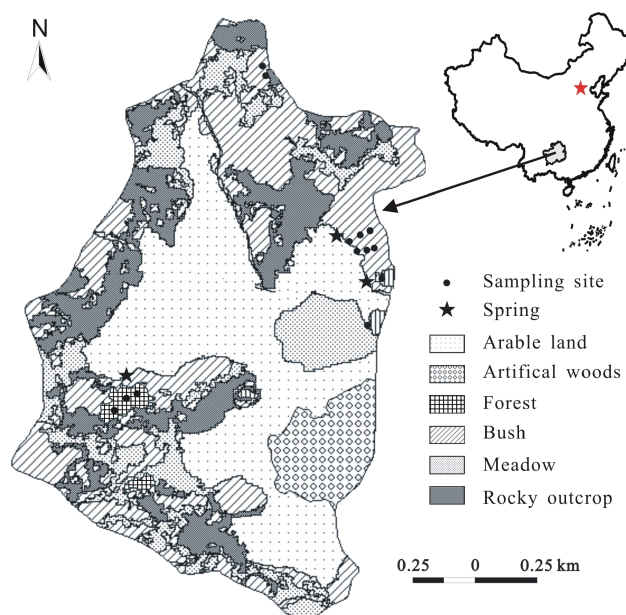 N
Sampling site
Spring
Arable land
Artifical woods
Forest
Bush
Meadow
Rocky outcrop
0.25 0 0.25 km